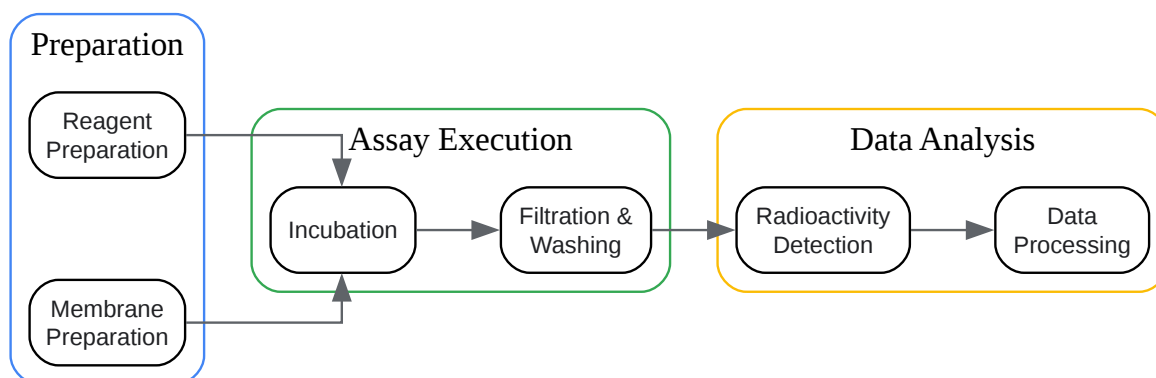 Preparation
Reagent
Preparation
Membrane
Preparation
Assay Execution
Incubation
Filtration &
Washing
Data Analysis
Radioactivity
Detection
Data
Processing